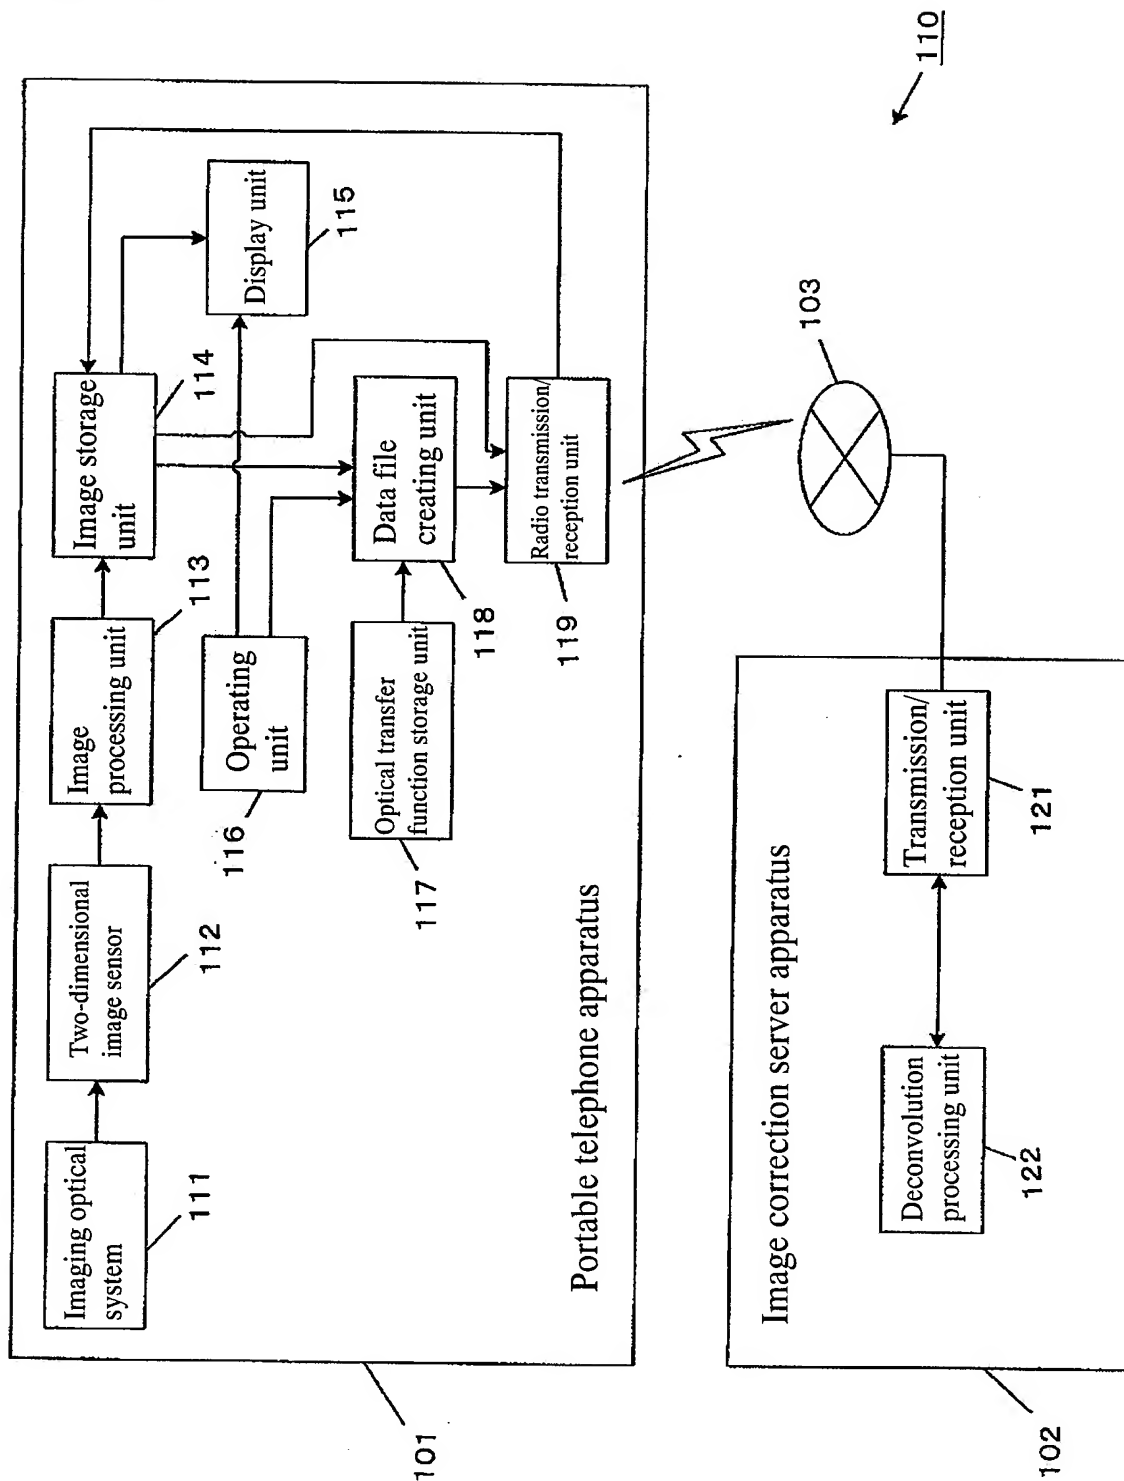 110
Imaging optical
system
111
Two-dimensional
image sensor
112
Image
processing unit
113
Image storage
unit
114
Display unit
115
Operating
unit
116
Optical transfer
function storage unit
117
Data file
creating unit
118
Radio transmission/
reception unit
119
Portable telephone apparatus
101
103
Image correction server apparatus
Deconvolution
processing unit
122
Transmission/
reception unit
121
102